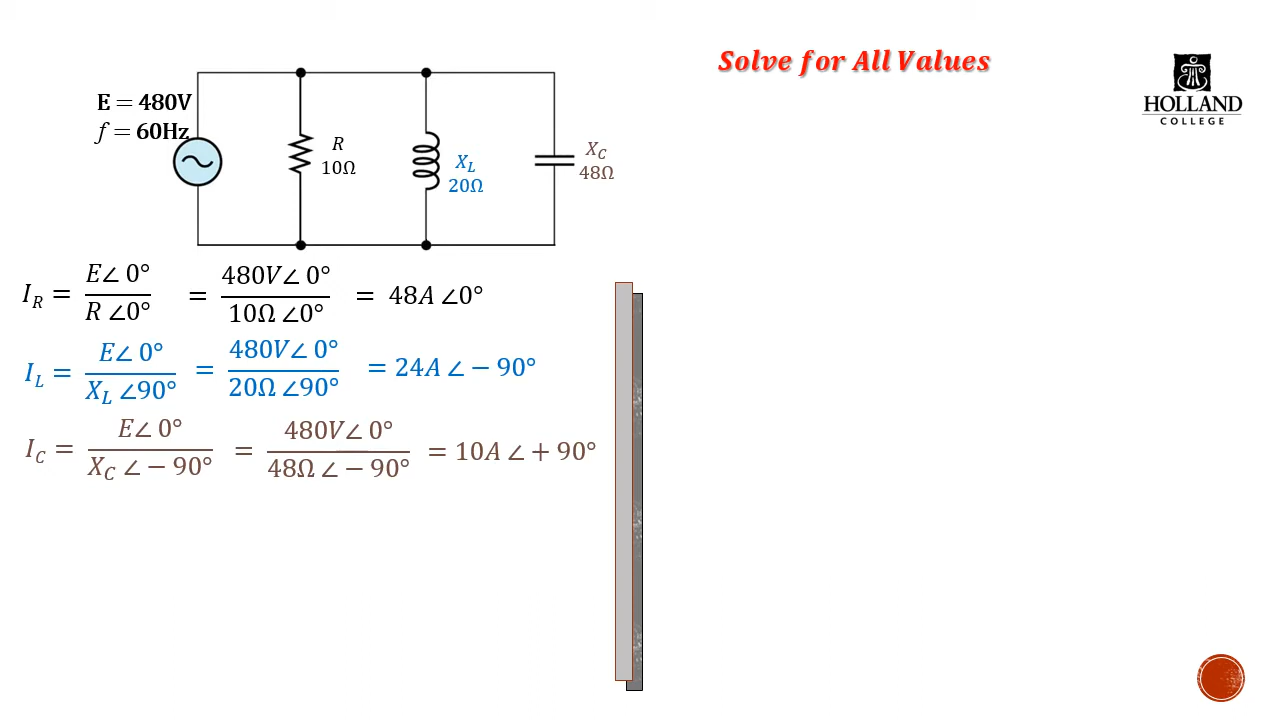 Solve for All Values
HOLLAND
COLLEGE
E = 480V
f = 60Hz
R
10Ω
X_L
20Ω
X_C
48Ω
I_R = E∠ 0° / R ∠0° = 480V∠ 0° / 10Ω ∠0° = 48A ∠0°
I_L = E∠ 0° / X_L ∠90° = 480V∠ 0° / 20Ω ∠90° = 24A ∠ − 90°
I_C = E∠ 0° / X_C ∠ − 90° = 480V∠ 0° / 48Ω ∠ − 90° = 10A ∠ + 90°